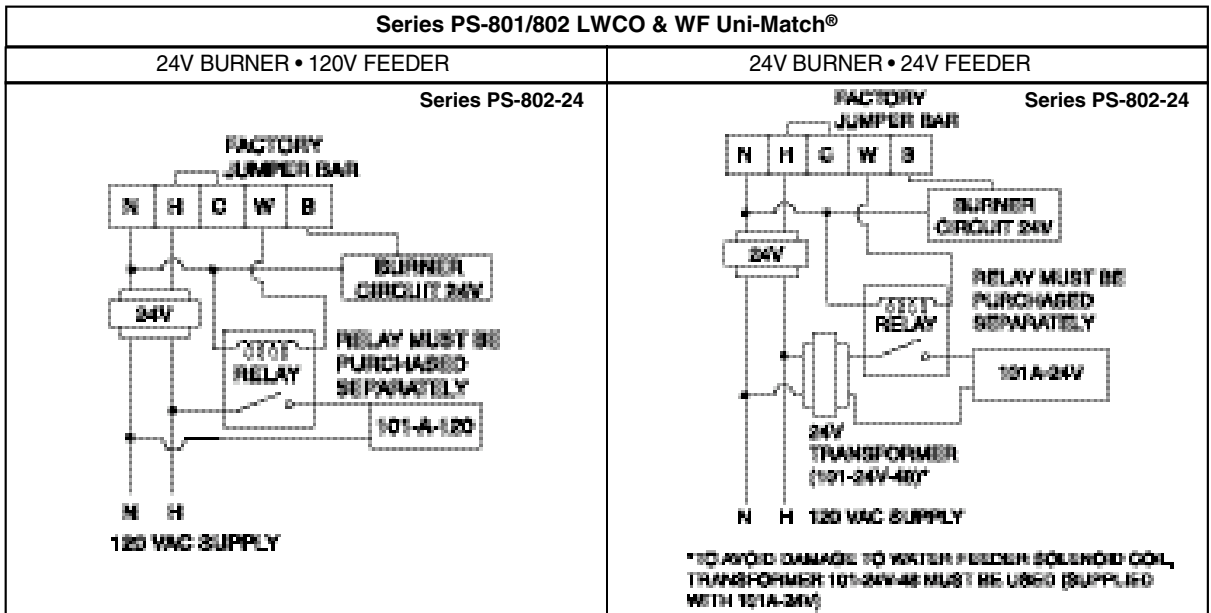 Series PS-801/802 LWCO & WF Uni-Match®
24V BURNER • 120V FEEDER
24V BURNER • 24V FEEDER
Series PS-802-24
FACTORY
JUMPER BAR
N H C W B
BURNER
CIRCUIT 24V
24V
RELAY
RELAY MUST BE
PURCHASED
SEPARATELY
101-A-120
N H
120 VAC SUPPLY
Series PS-802-24
FACTORY
JUMPER BAR
N H C W B
BURNER
CIRCUIT 24V
24V
RELAY
RELAY MUST BE
PURCHASED
SEPARATELY
101A-24V
24V
TRANSFORMER
(101-24V-48)*
N H 120 VAC SUPPLY
*TO AVOID DAMAGE TO WATER FEEDER SOLENOID COIL,
TRANSFORMER 101-24V-48 MUST BE USED (SUPPLIED
WITH 101A-24V)